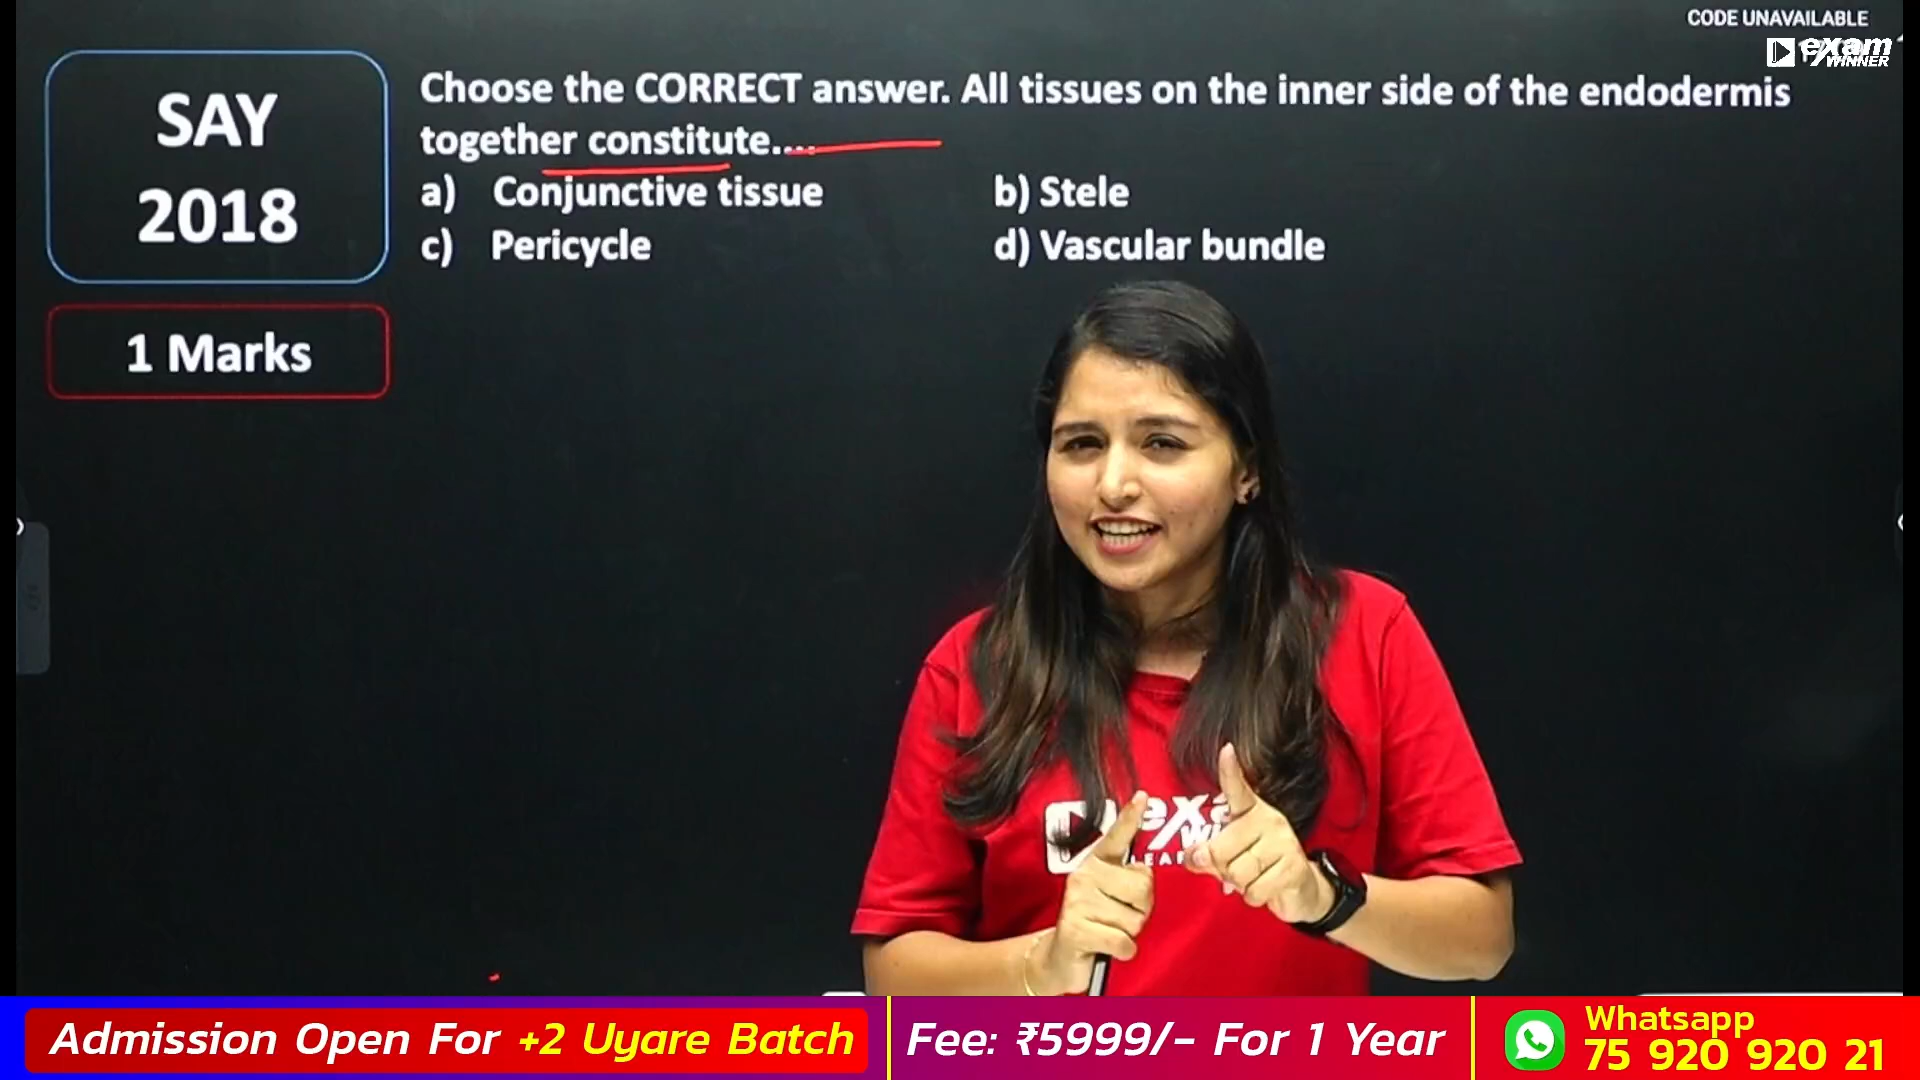 CODE UNAVAILABLE
exam
WINNER
SAY
2018
1 Marks
Choose the CORRECT answer. All tissues on the inner side of the endodermis
together constitute....
a) Conjunctive tissue b) Stele
c) Pericycle d) Vascular bundle
Admission Open For +2 Uyare Batch
Fee: ₹5999/- For 1 Year
Whatsapp
75 920 920 21